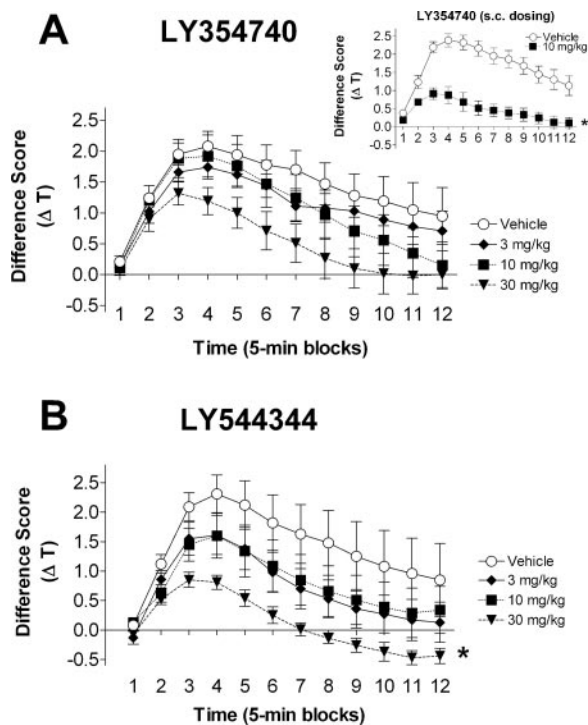 A
LY354740
LY354740 (s.c. dosing)
Vehicle
10 mg/kg
Difference Score
(Δ T)
2.5
2.0
1.5
1.0
0.5
0.0
-0.5
*
1 2 3 4 5 6 7 8 9 10 11 12
Difference Score
(Δ T)
2.5
2.0
1.5
1.0
0.5
0.0
-0.5
Vehicle
3 mg/kg
10 mg/kg
30 mg/kg
1 2 3 4 5 6 7 8 9 10 11 12
Time (5-min blocks)
B
LY544344
Difference Score
(Δ T)
2.5
2.0
1.5
1.0
0.5
0.0
-0.5
Vehicle
3 mg/kg
10 mg/kg
30 mg/kg
*
1 2 3 4 5 6 7 8 9 10 11 12
Time (5-min blocks)